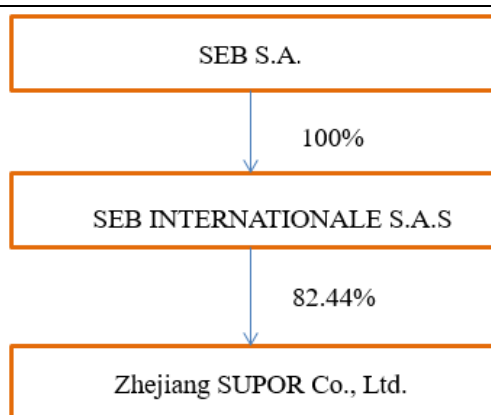 SEB S.A.
100%
SEB INTERNATIONALE S.A.S
82.44%
Zhejiang SUPOR Co., Ltd.